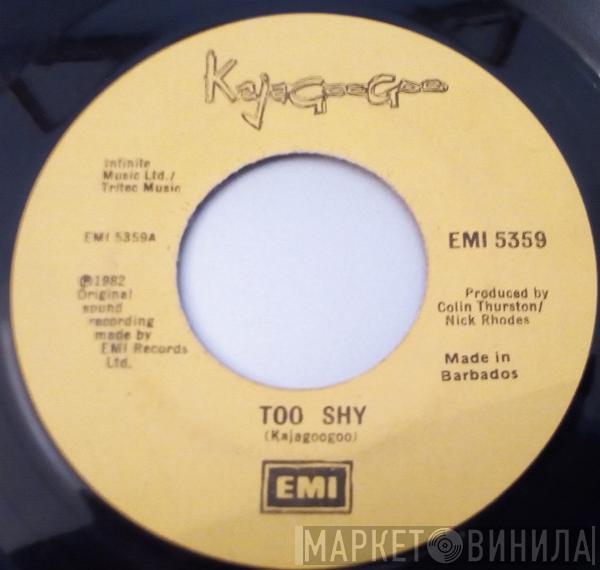 KajaGooGoo
Infinite
Music Ltd./
Tritec Music
EMI 5359A
EMI 5359
℗1982
Original
sound
recording
made by
EMI Records
Ltd.
Produced by
Colin Thurston/
Nick Rhodes
Made in
Barbados
TOO SHY
(Kajagoogoo)
EMI
МАРКЕТ ВИНИЛА